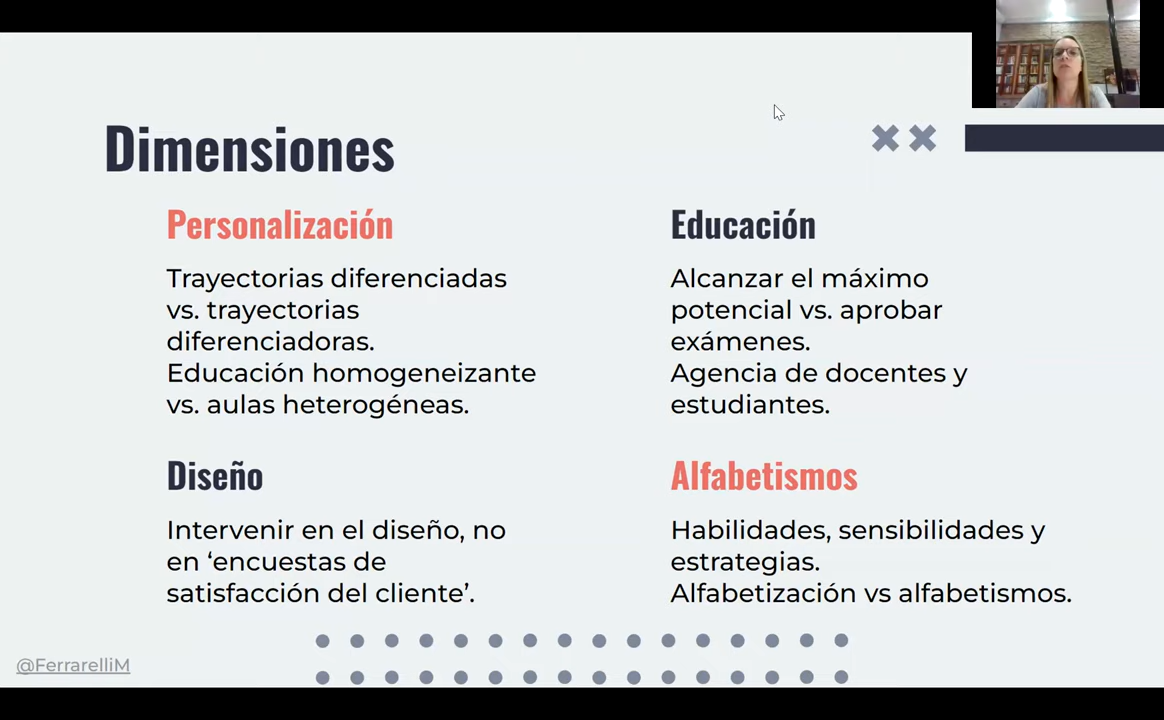 Dimensiones
Personalización
Trayectorias diferenciadas
vs. trayectorias
diferenciadoras.
Educación homogeneizante
vs. aulas heterogéneas.
Educación
Alcanzar el máximo
potencial vs. aprobar
exámenes.
Agencia de docentes y
estudiantes.
Diseño
Intervenir en el diseño, no
en ‘encuestas de
satisfacción del cliente’.
Alfabetismos
Habilidades, sensibilidades y
estrategias.
Alfabetización vs alfabetismos.
@FerrarelliM